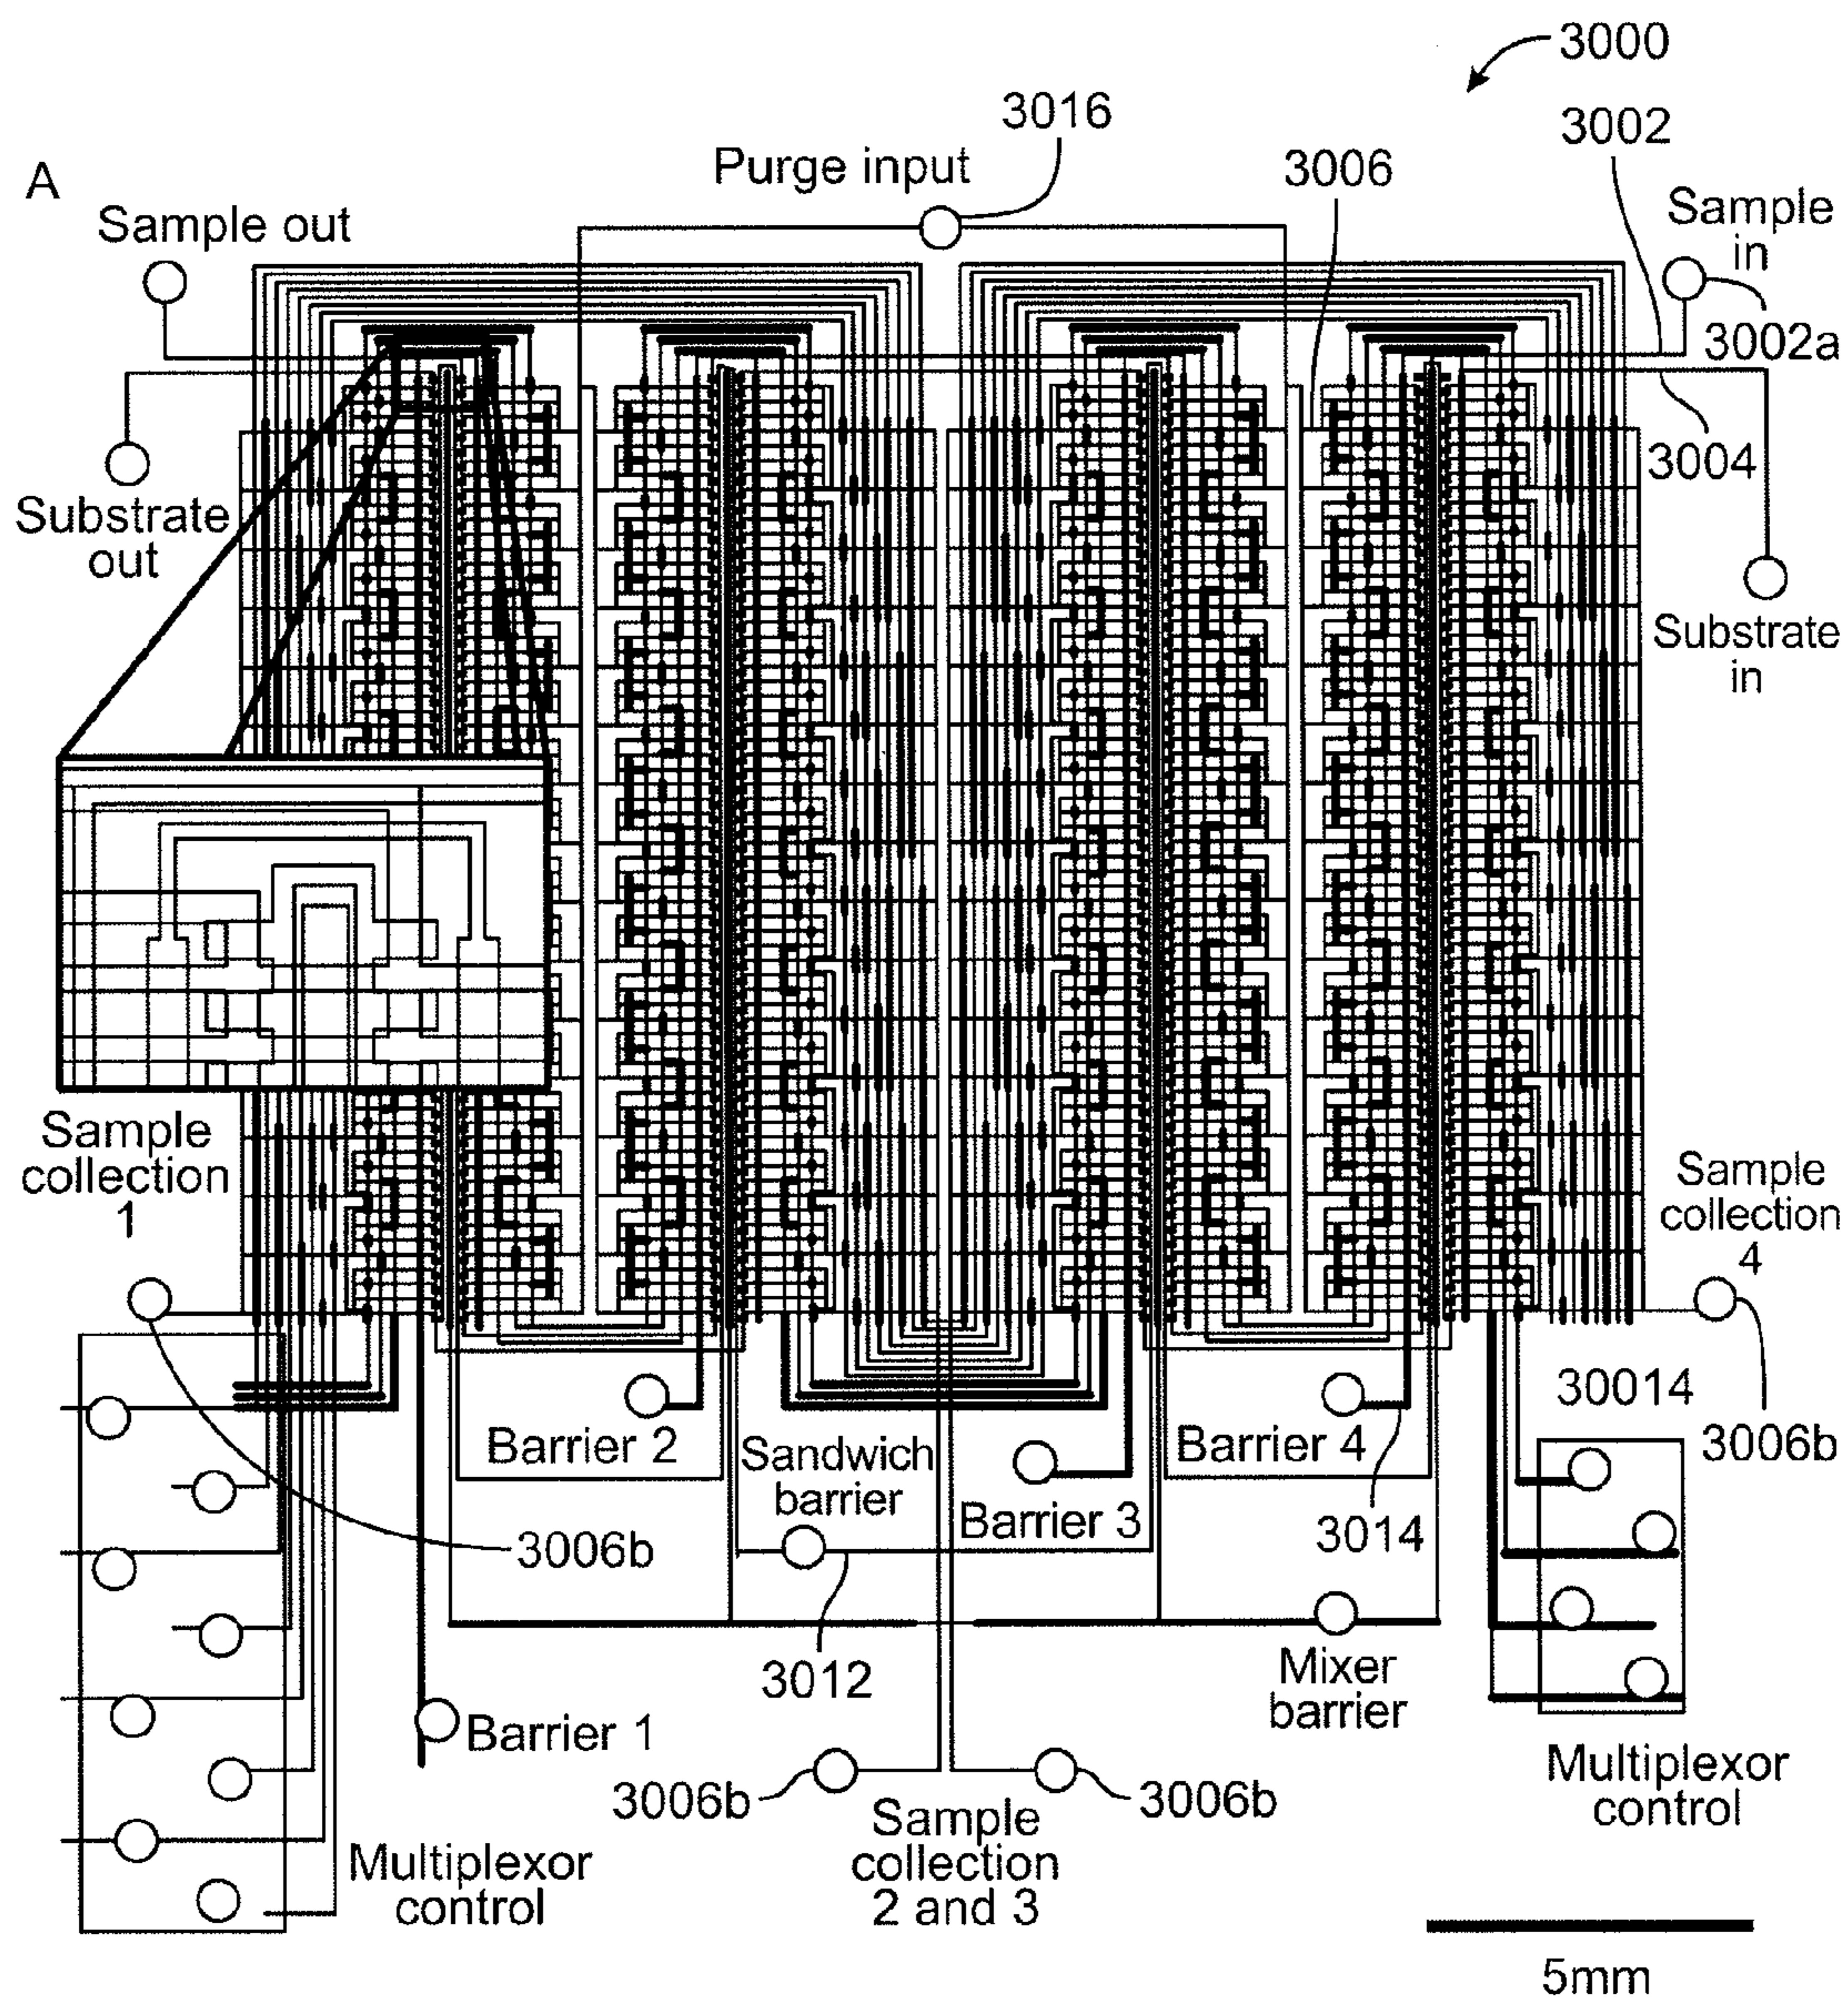 3000
3016
3002
Purge input
3006
A
Sample
in
Sample out
3002a
3004
Substrate
out
Substrate
in
Sample
collection
1
Sample
collection
4
30014
Barrier 2
Sandwich
barrier
Barrier 4
3006b
Barrier 3
3014
3006b
3012
Mixer
barrier
Barrier 1
3006b
3006b
Multiplexor
control
Sample
collection
2 and 3
Multiplexor
control
5mm